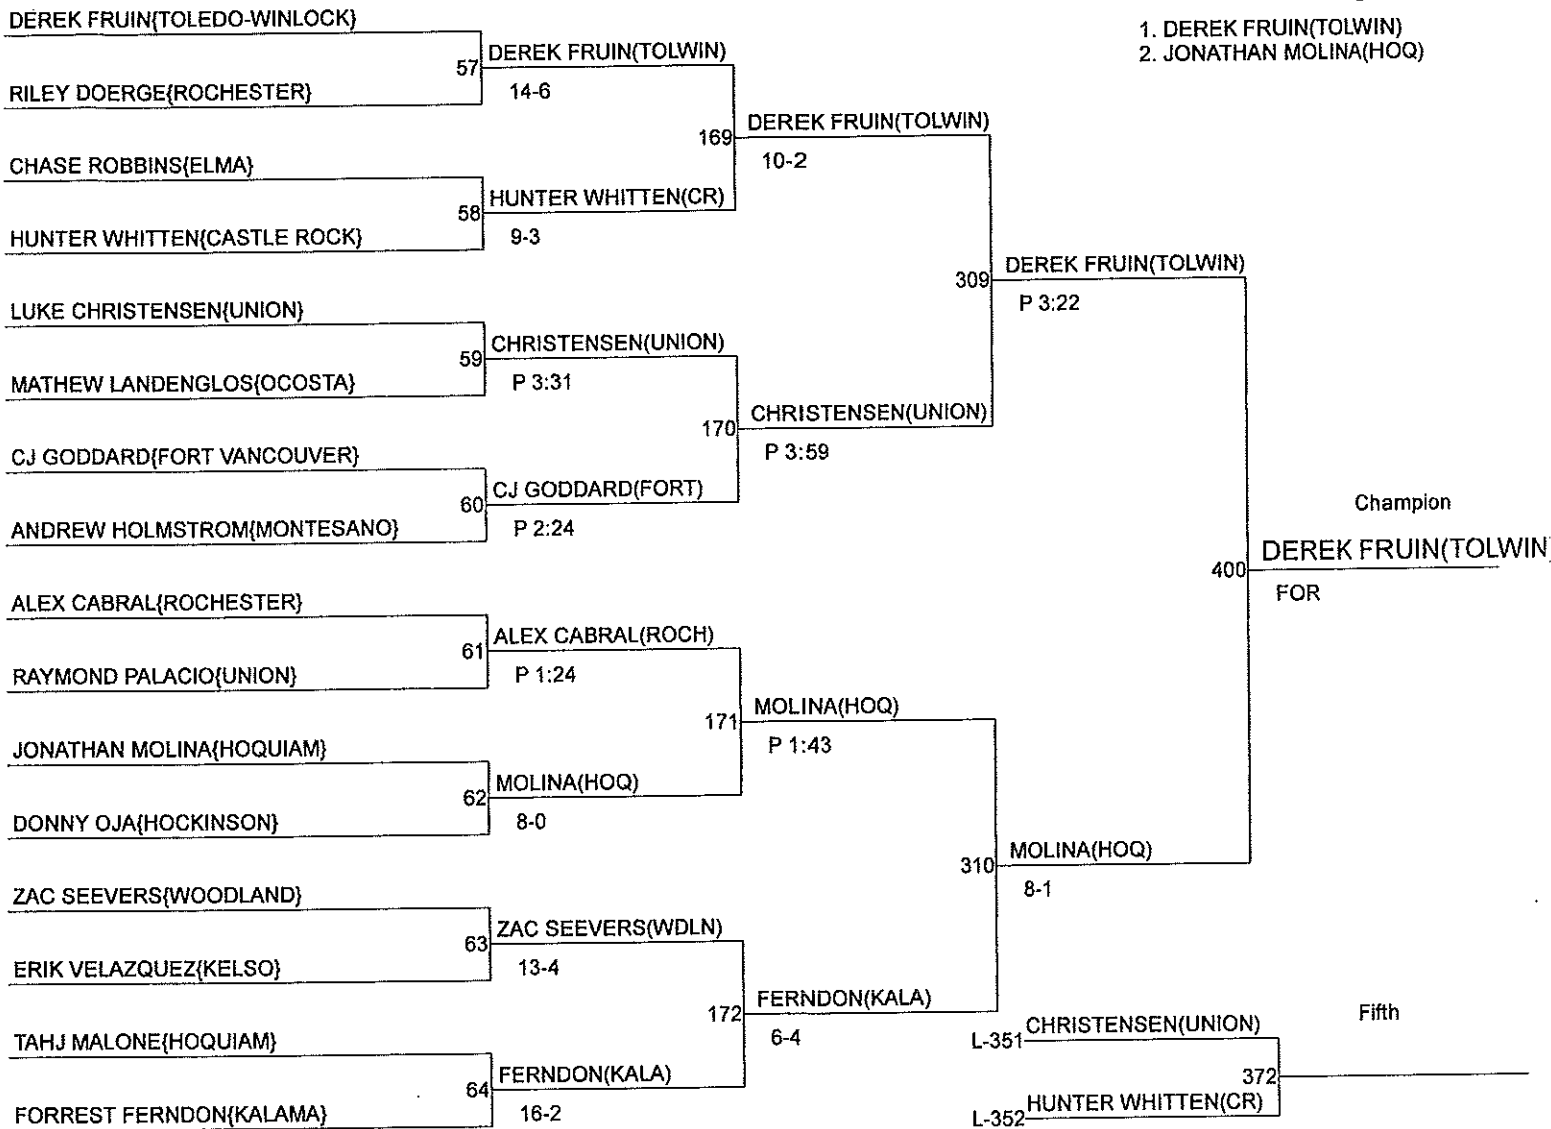 DEREK FRUIN{TOLEDO-WINLOCK}
1. DEREK FRUIN(TOLWIN)
2. JONATHAN MOLINA(HOQ)
57
DEREK FRUIN(TOLWIN)
14-6
RILEY DOERGE{ROCHESTER}
169
DEREK FRUIN(TOLWIN)
10-2
CHASE ROBBINS{ELMA}
58
HUNTER WHITTEN(CR)
9-3
HUNTER WHITTEN{CASTLE ROCK}
309
DEREK FRUIN(TOLWIN)
P 3:22
LUKE CHRISTENSEN{UNION}
59
CHRISTENSEN(UNION)
P 3:31
MATHEW LANDENGLOS{OCOSTA}
170
CHRISTENSEN(UNION)
P 3:59
CJ GODDARD{FORT VANCOUVER}
60
CJ GODDARD(FORT)
P 2:24
ANDREW HOLMSTROM{MONTESANO}
Champion
400
DEREK FRUIN(TOLWIN)
FOR
ALEX CABRAL{ROCHESTER}
61
ALEX CABRAL(ROCH)
P 1:24
RAYMOND PALACIO{UNION}
171
MOLINA(HOQ)
P 1:43
JONATHAN MOLINA{HOQUIAM}
62
MOLINA(HOQ)
8-0
DONNY OJA{HOCKINSON}
310
MOLINA(HOQ)
8-1
ZAC SEEVERS{WOODLAND}
63
ZAC SEEVERS(WDLN)
13-4
ERIK VELAZQUEZ{KELSO}
172
FERNDON(KALA)
6-4
TAHJ MALONE{HOQUIAM}
64
FERNDON(KALA)
16-2
FORREST FERNDON{KALAMA}
Fifth
L-351
CHRISTENSEN(UNION)
372
L-352
HUNTER WHITTEN(CR)